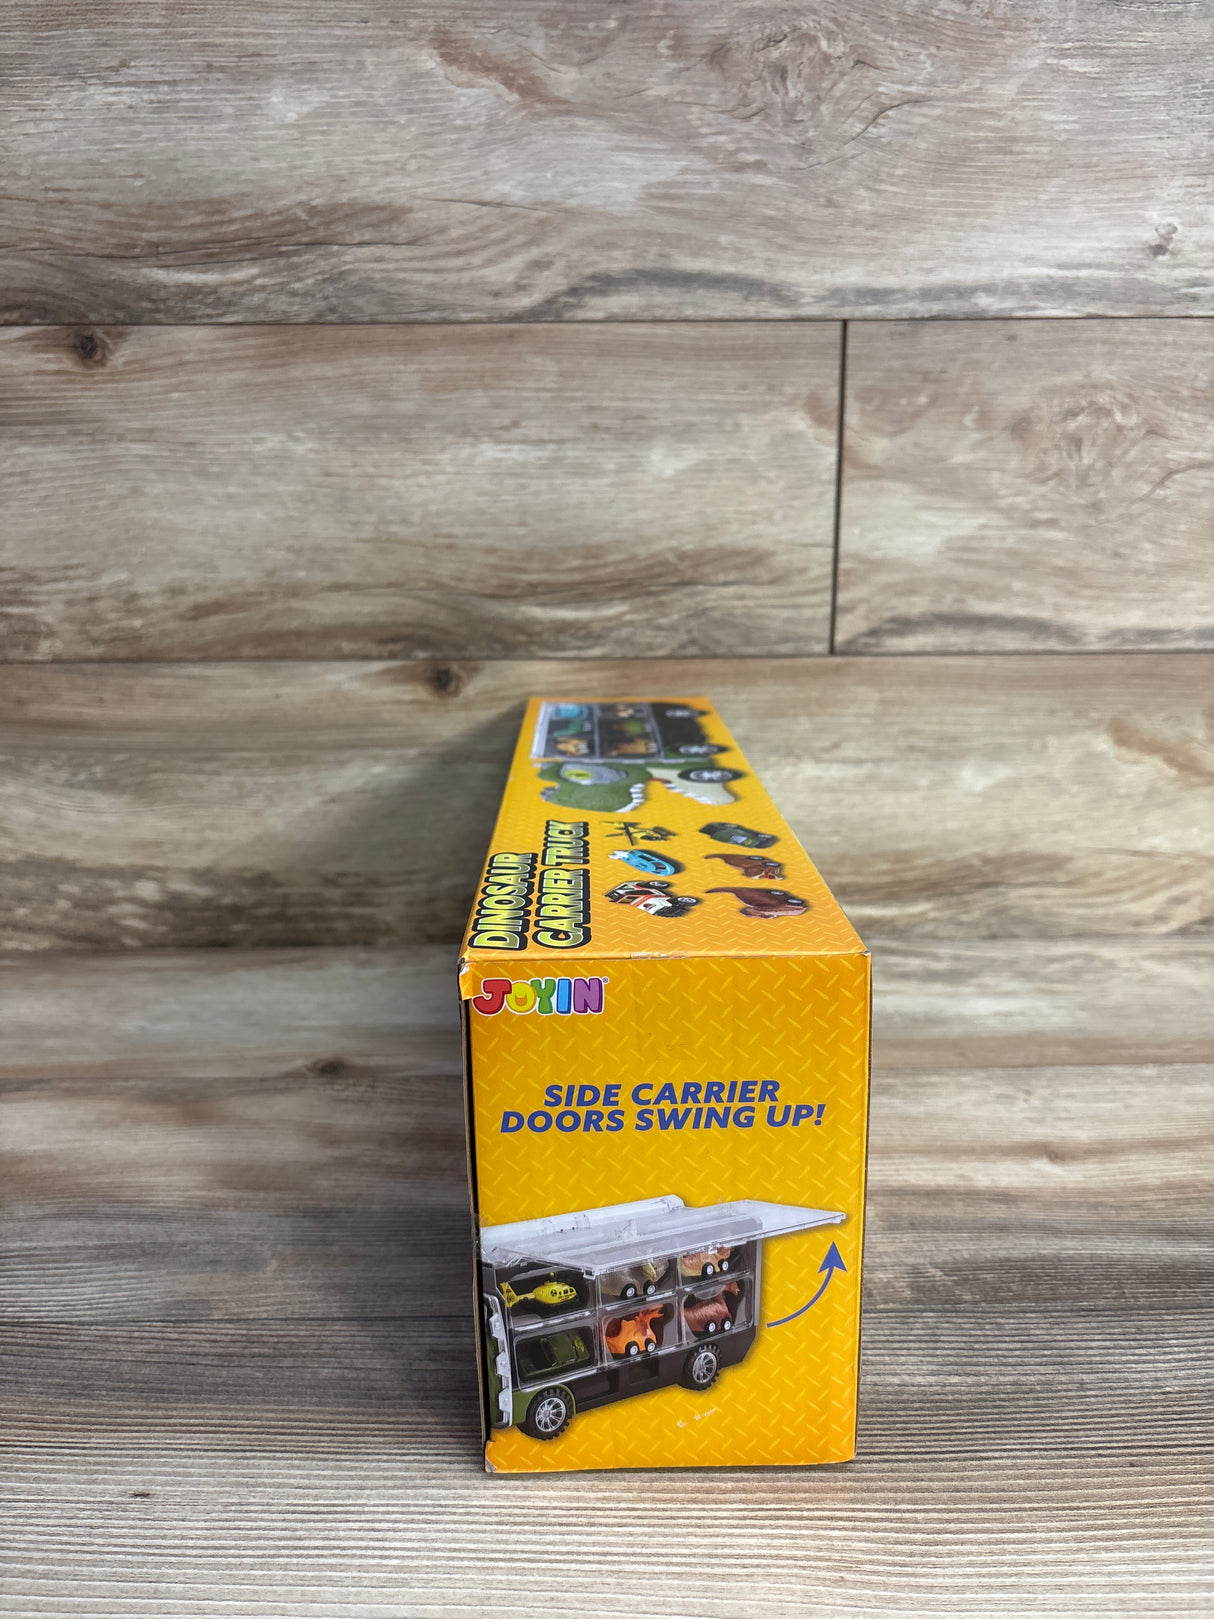 DINOSAUR
CARRIER TRUCK
JOYIN®
SIDE CARRIER
DOORS SWING UP!